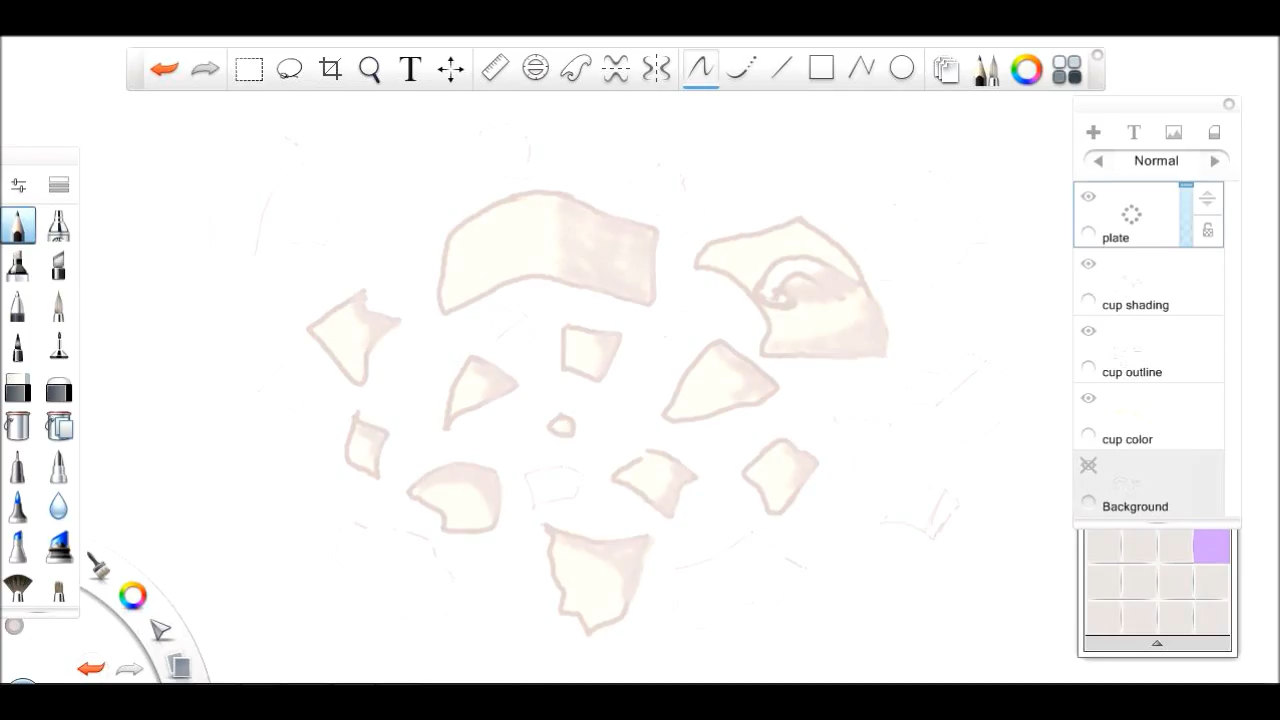 T
T
Normal
plate
cup shading
cup outline
cup color
Background